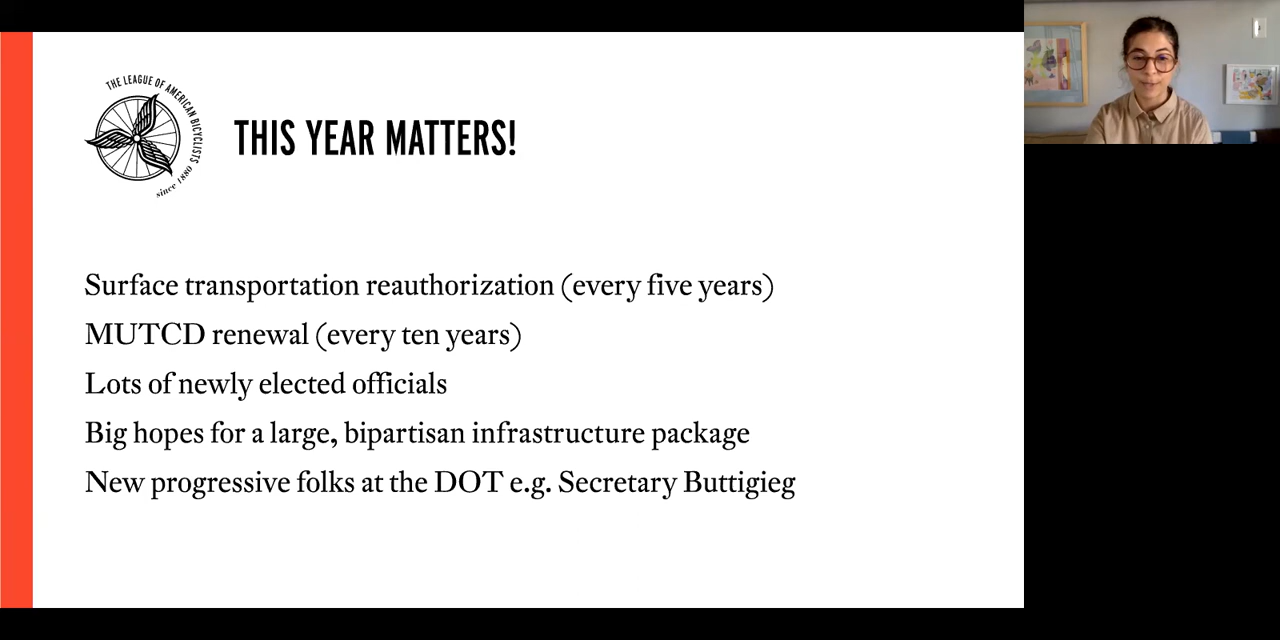 THE LEAGUE OF AMERICAN BICYCLISTS
since 1880
THIS YEAR MATTERS!
Surface transportation reauthorization (every five years)
MUTCD renewal (every ten years)
Lots of newly elected officials
Big hopes for a large, bipartisan infrastructure package
New progressive folks at the DOT e.g. Secretary Buttigieg